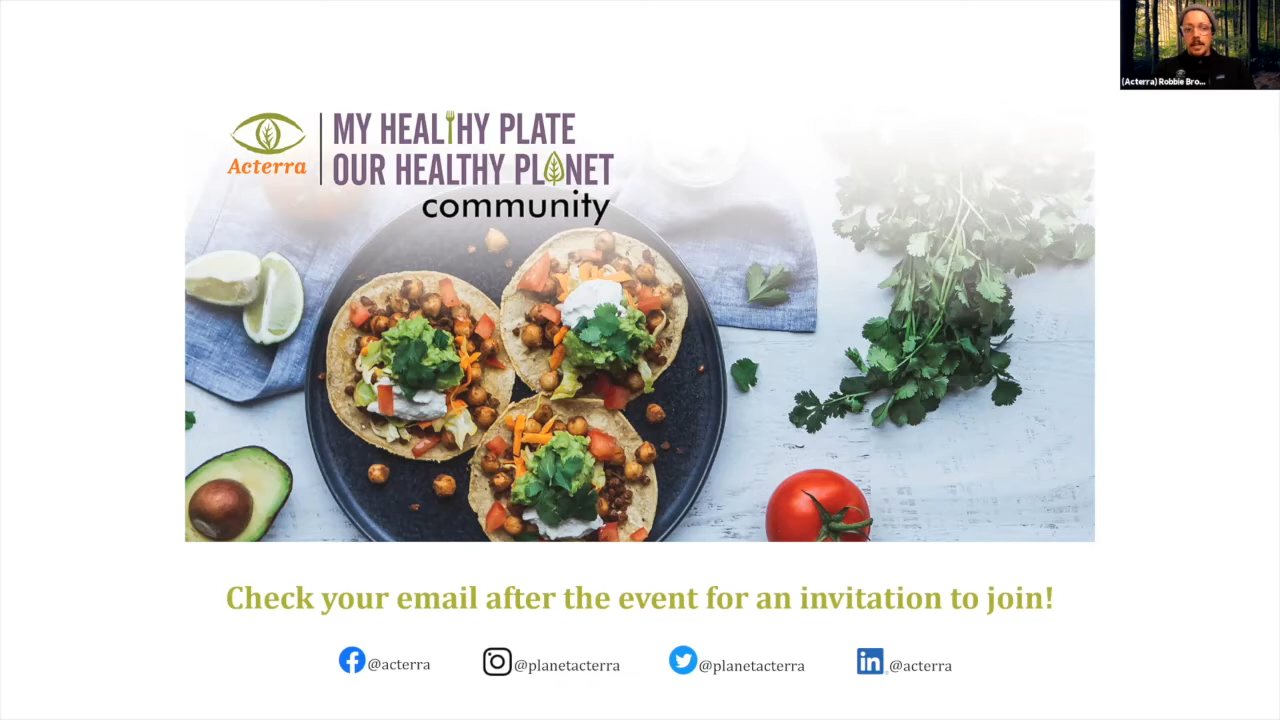 (Acterra) Robbie Bro...
Acterra
MY HEALTHY PLATE
OUR HEALTHY PLANET
community
Check your email after the event for an invitation to join!
@acterra
@planetacterra
@planetacterra
in
@acterra